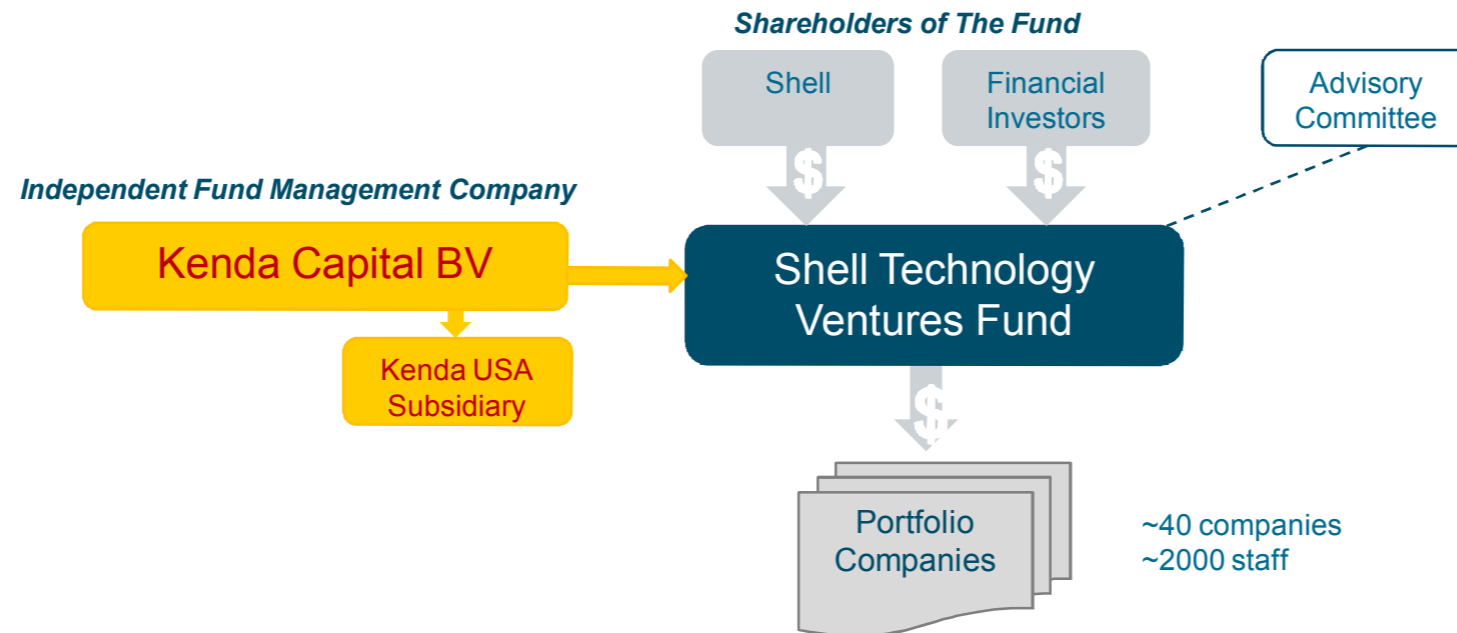 Shareholders of The Fund
Shell
Financial
Investors
Advisory
Committee
$
$
Independent Fund Management Company
Kenda Capital BV
Shell Technology
Ventures Fund
Kenda USA
Subsidiary
$
Portfolio
Companies
~40 companies
~2000 staff